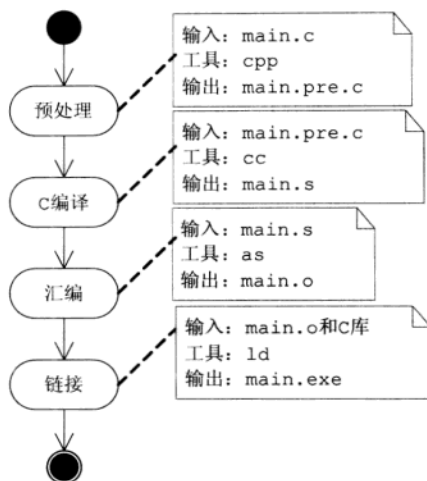 输入: main.c
工具: cpp
输出: main.pre.c
预处理
输入: main.pre.c
工具: cc
输出: main.s
C编译
输入: main.s
工具: as
输出: main.o
汇编
输入: main.o和C库
工具: ld
输出: main.exe
链接